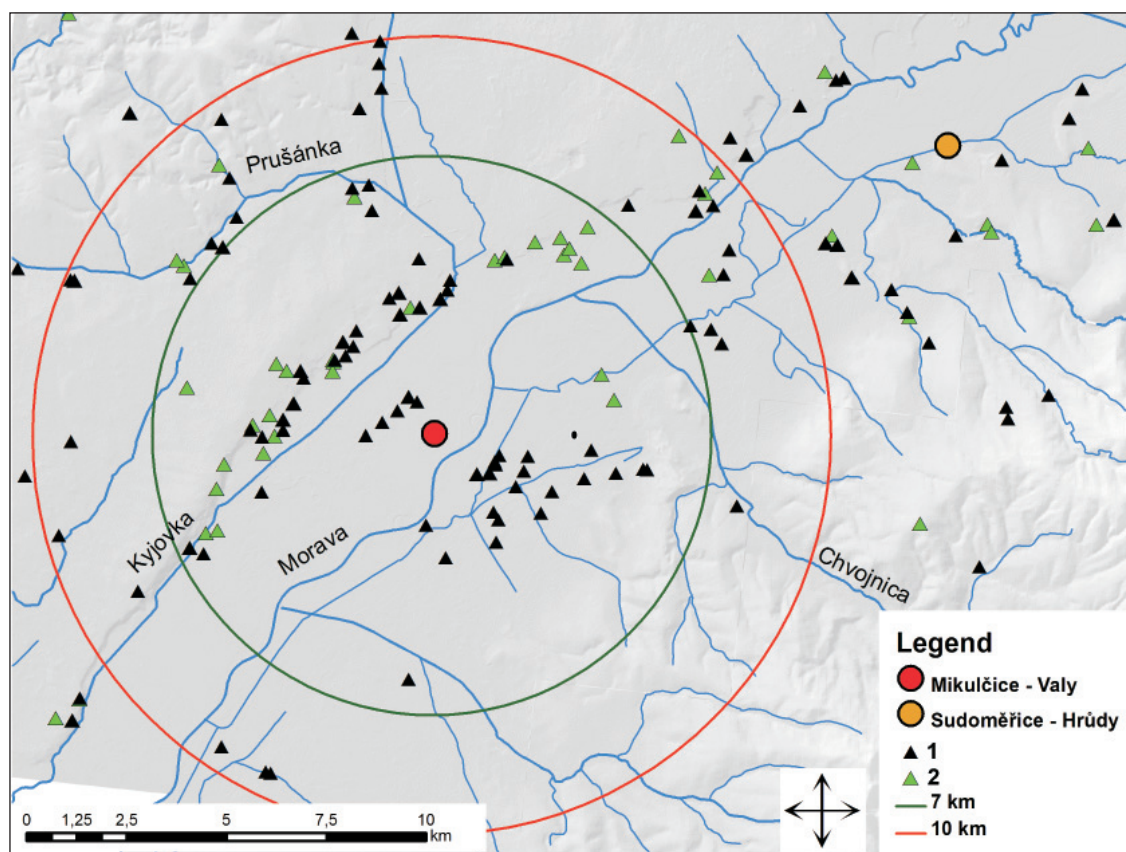 Prušánka
Kyjovka
Morava
Chvojnica
Legend
Mikulčice - Valy
Sudoměřice - Hrůdy
1
2
7 km
10 km
0 1,25 2,5 5 7,5 10
km